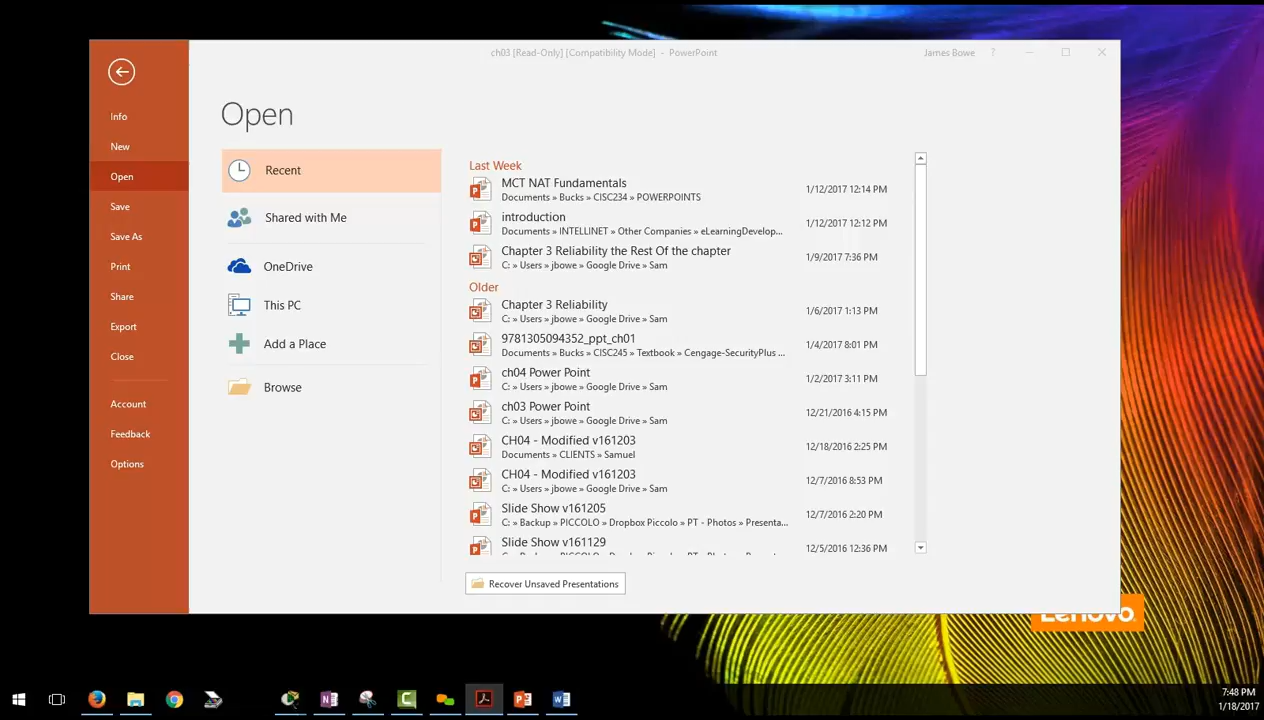 ch03 [Read-Only] [Compatibility Mode] - PowerPoint
James Bowe
?
Info
New
Open
Save
Save As
Print
Share
Export
Close
Account
Feedback
Options
Open
Recent
Shared with Me
OneDrive
This PC
Add a Place
Browse
Last Week
MCT NAT Fundamentals
Documents » Bucks » CISC234 » POWERPOINTS
1/12/2017 12:14 PM
introduction
Documents » INTELLINET » Other Companies » eLearningDevelop...
1/12/2017 12:12 PM
Chapter 3 Reliability the Rest Of the chapter
C: » Users » jbowe » Google Drive » Sam
1/9/2017 7:36 PM
Older
Chapter 3 Reliability
C: » Users » jbowe » Google Drive » Sam
1/6/2017 1:13 PM
9781305094352_ppt_ch01
Documents » Bucks » CISC245 » Textbook » Cengage-SecurityPlus ...
1/4/2017 8:01 PM
ch04 Power Point
C: » Users » jbowe » Google Drive » Sam
1/2/2017 3:11 PM
ch03 Power Point
C: » Users » jbowe » Google Drive » Sam
12/21/2016 4:15 PM
CH04 - Modified v161203
Documents » CLIENTS » Samuel
12/18/2016 2:25 PM
CH04 - Modified v161203
C: » Users » jbowe » Google Drive » Sam
12/7/2016 8:53 PM
Slide Show v161205
C: » Backup » PICCOLO » Dropbox Piccolo » PT - Photos » Presenta...
12/7/2016 2:20 PM
Slide Show v161129
12/5/2016 12:36 PM
Recover Unsaved Presentations
Lenovo
7:48 PM
1/18/2017